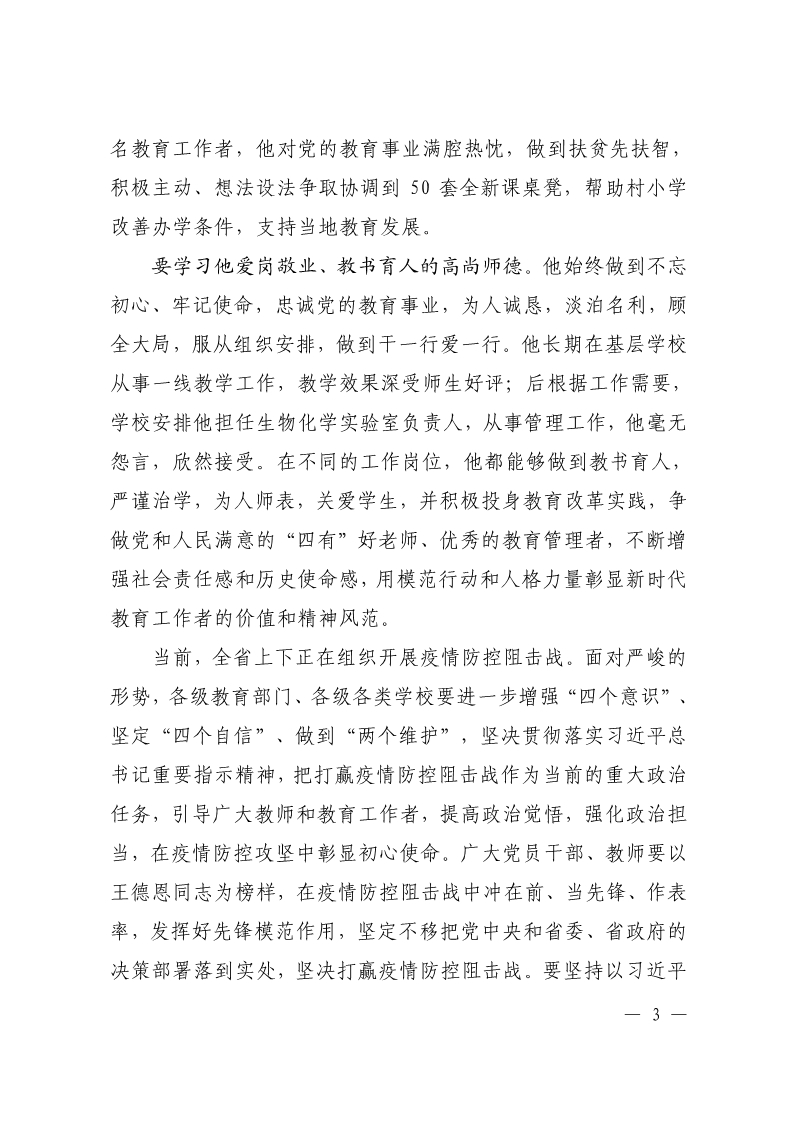 名教育工作者，他对党的教育事业满腔热忱，做到扶贫先扶智，
积极主动、想法设法争取协调到 50 套全新课桌凳，帮助村小学
改善办学条件，支持当地教育发展。
要学习他爱岗敬业、教书育人的高尚师德。他始终做到不忘
初心、牢记使命，忠诚党的教育事业，为人诚恳，淡泊名利，顾
全大局，服从组织安排，做到干一行爱一行。他长期在基层学校
从事一线教学工作，教学效果深受师生好评；后根据工作需要，
学校安排他担任生物化学实验室负责人，从事管理工作，他毫无
怨言，欣然接受。在不同的工作岗位，他都能够做到教书育人，
严谨治学，为人师表，关爱学生，并积极投身教育改革实践，争
做党和人民满意的“四有”好老师、优秀的教育管理者，不断增
强社会责任感和历史使命感，用模范行动和人格力量彰显新时代
教育工作者的价值和精神风范。
当前，全省上下正在组织开展疫情防控阻击战。面对严峻的
形势，各级教育部门、各级各类学校要进一步增强“四个意识”、
坚定“四个自信”、做到“两个维护”，坚决贯彻落实习近平总
书记重要指示精神，把打赢疫情防控阻击战作为当前的重大政治
任务，引导广大教师和教育工作者，提高政治觉悟，强化政治担
当，在疫情防控攻坚中彰显初心使命。广大党员干部、教师要以
王德恩同志为榜样，在疫情防控阻击战中冲在前、当先锋、作表
率，发挥好先锋模范作用，坚定不移把党中央和省委、省政府的
决策部署落到实处，坚决打赢疫情防控阻击战。要坚持以习近平
— 3 —